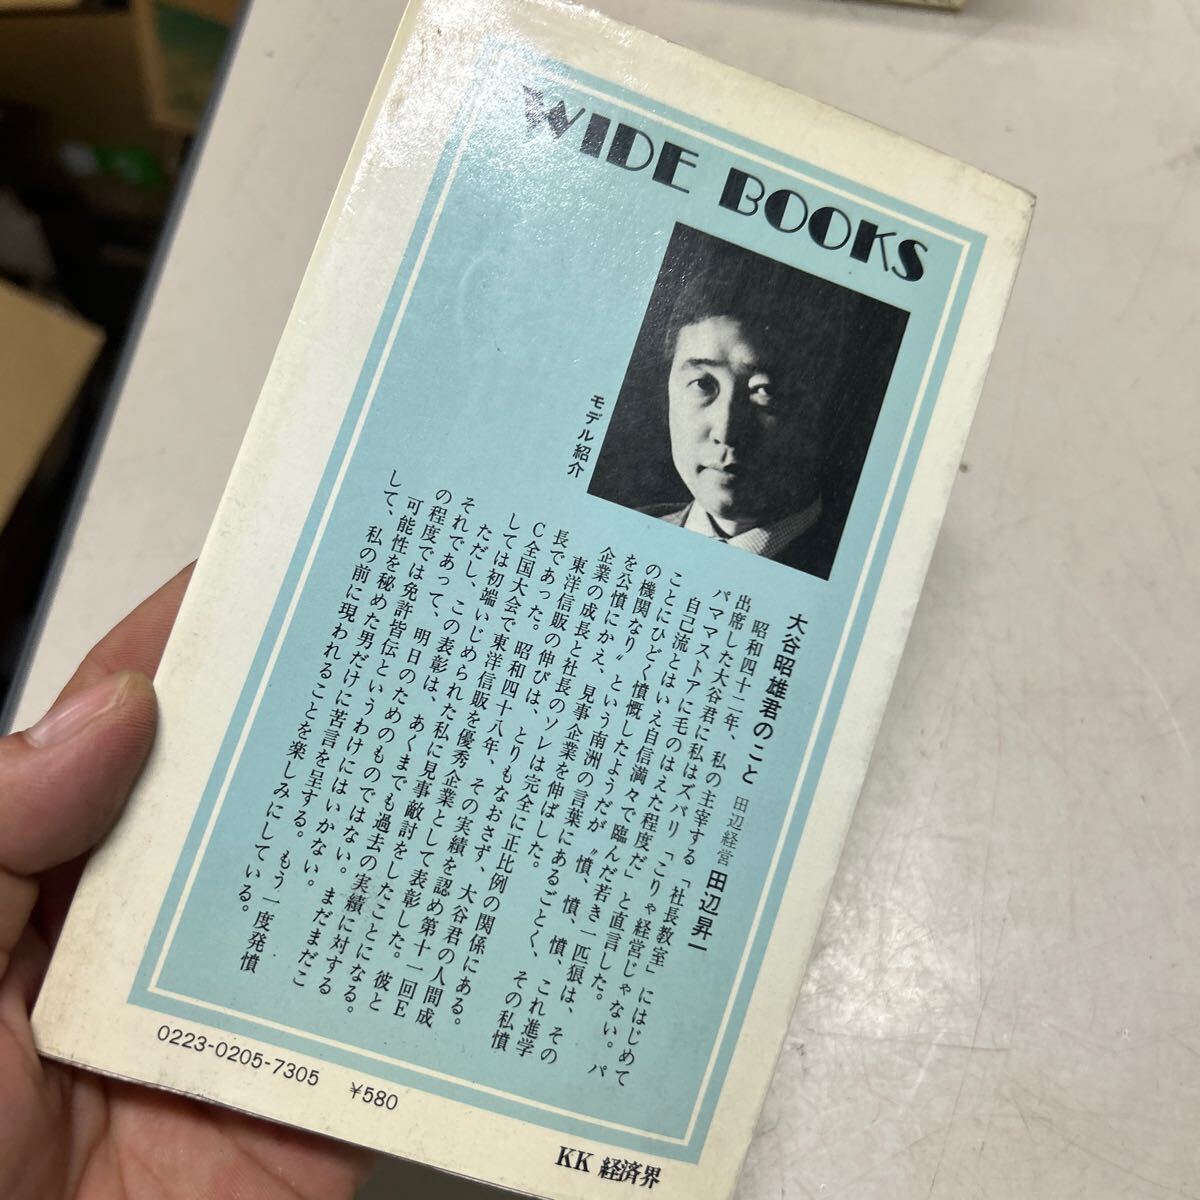 WIDE BOOKS
モデル紹介
大谷昭雄君のこと 田辺経営 田辺昇一
昭和四十二年、私の主宰する「社長教室」にはじめて
出席した大谷君に私はズバリ「こりゃ経営じゃない。パ
パママストアに毛のはえた程度だ」と直言した。
自己流とはいえ自信満々で臨んだ若き一匹狼は、その
ことにひどく憤慨したようだが〝憤、憤、憤、これ進学
の機関なり〟という南洲の言葉にあるごとく、その私憤
を公憤にかえ、見事企業を伸ばした。
企業の成長と社長のソレは完全に正比例の関係にある。
東洋信販の伸びは、とりもなおさず、大谷君の人間成
長であった。昭和四十八年、その実績を認め第十一回E
C全国大会で東洋信販を優秀企業として表彰した。彼と
しては初端いじめられた私に見事敵討をしたことになる。
ただし、この表彰は、あくまでも過去の実績に対する
それであって、明日のためのものではない。まだまだこ
の程度では免許皆伝というわけにはいかない。
可能性を秘めた男だけに苦言を呈する。もう一度発憤
して、私の前に現われることを楽しみにしている。
0223-0205-7305 ¥580
KK 経済界